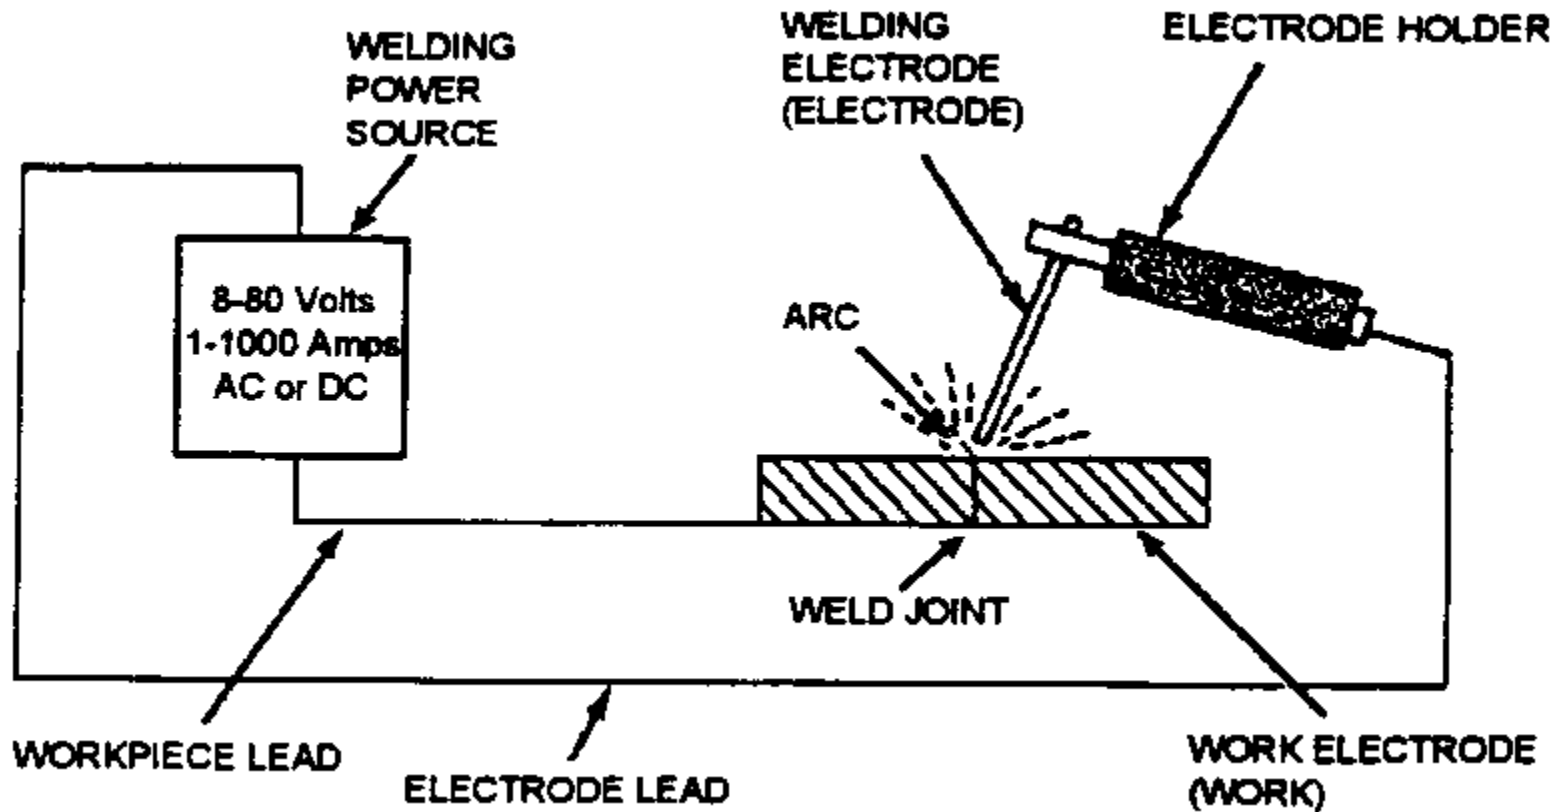 WELDING
POWER
SOURCE
WELDING
ELECTRODE
(ELECTRODE)
ELECTRODE HOLDER
8-80 Volts
1-1000 Amps
AC or DC
ARC
WELD JOINT
WORKPIECE LEAD
ELECTRODE LEAD
WORK ELECTRODE
(WORK)